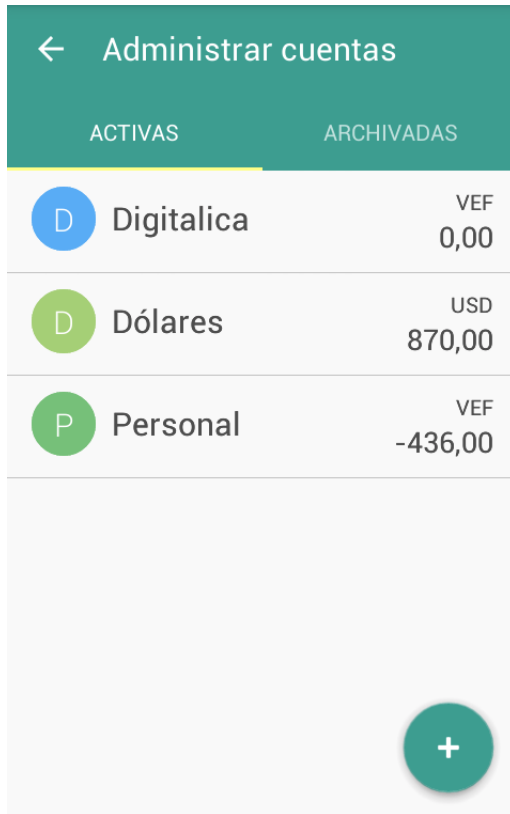 Administrar cuentas
ACTIVAS ARCHIVADAS
D Digitalica VEF
0,00
D Dólares USD
870,00
P Personal VEF
-436,00
+